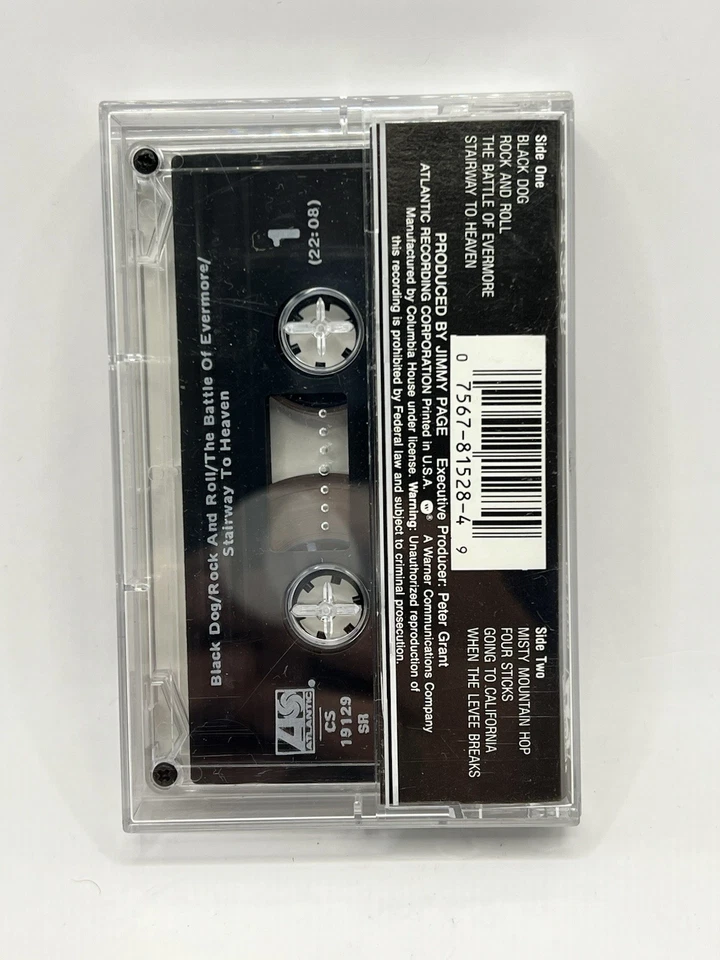 Side One
BLACK DOG
ROCK AND ROLL
THE BATTLE OF EVERMORE
STAIRWAY TO HEAVEN
0 7567-81528-4 9
Side Two
MISTY MOUNTAIN HOP
FOUR STICKS
GOING TO CALIFORNIA
WHEN THE LEVEE BREAKS
PRODUCED BY JIMMY PAGE Executive Producer: Peter Grant
ATLANTIC RECORDING CORPORATION Printed in U.S.A. ® A Warner Communications Company
Manufactured by Columbia House under license. Warning: Unauthorized reproduction of
this recording is prohibited by Federal law and subject to criminal prosecution.
1
(22:08)
SR
19129
CS
ATLANTIC®
Black Dog/Rock And Roll/The Battle Of Evermore/
Stairway To Heaven